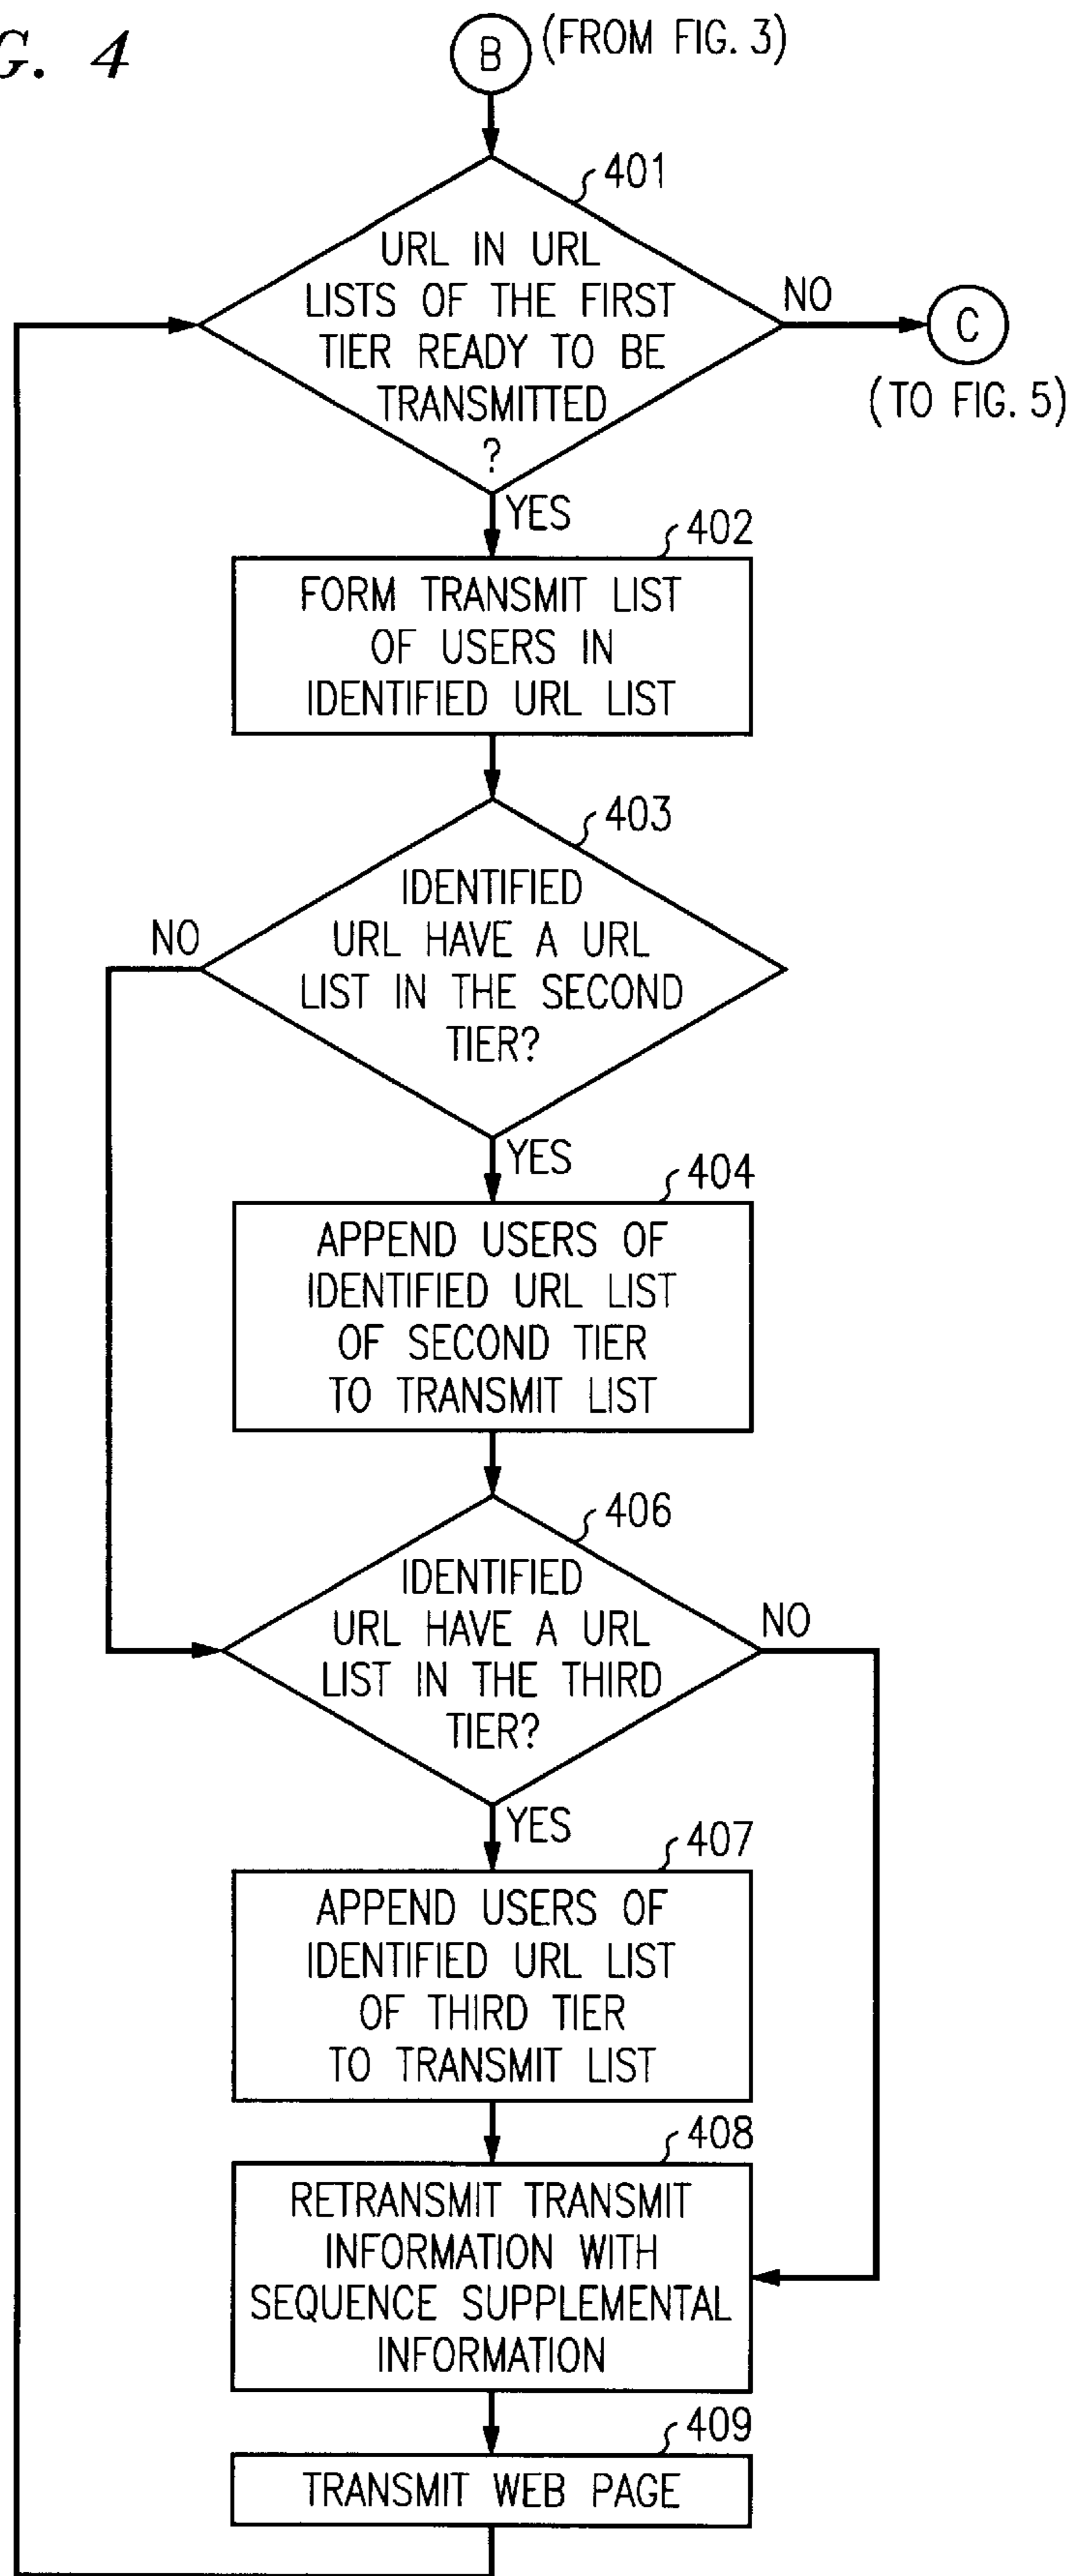 G. 4
B (FROM FIG. 3)
401
URL IN URL
LISTS OF THE FIRST
TIER READY TO BE
TRANSMITTED
?
NO
C
(TO FIG. 5)
YES
402
FORM TRANSMIT LIST
OF USERS IN
IDENTIFIED URL LIST
403
IDENTIFIED
URL HAVE A URL
LIST IN THE SECOND
TIER?
NO
YES
404
APPEND USERS OF
IDENTIFIED URL LIST
OF SECOND TIER
TO TRANSMIT LIST
406
IDENTIFIED
URL HAVE A URL
LIST IN THE THIRD
TIER?
NO
YES
407
APPEND USERS OF
IDENTIFIED URL LIST
OF THIRD TIER
TO TRANSMIT LIST
408
RETRANSMIT TRANSMIT
INFORMATION WITH
SEQUENCE SUPPLEMENTAL
INFORMATION
409
TRANSMIT WEB PAGE